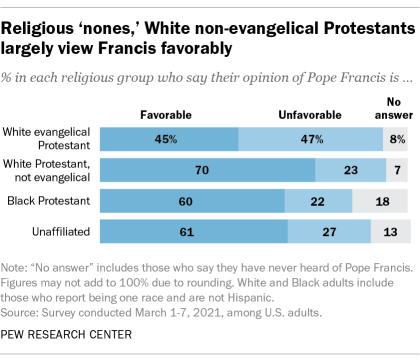 Religious ‘nones,’ White non-evangelical Protestants
largely view Francis favorably
% in each religious group who say their opinion of Pope Francis is ...
Favorable Unfavorable No answer
White evangelical Protestant 45% 47% 8%
White Protestant, not evangelical 70 23 7
Black Protestant 60 22 18
Unaffiliated 61 27 13
Note: “No answer” includes those who say they have never heard of Pope Francis.
Figures may not add to 100% due to rounding. White and Black adults include
those who report being one race and are not Hispanic.
Source: Survey conducted March 1-7, 2021, among U.S. adults.
PEW RESEARCH CENTER